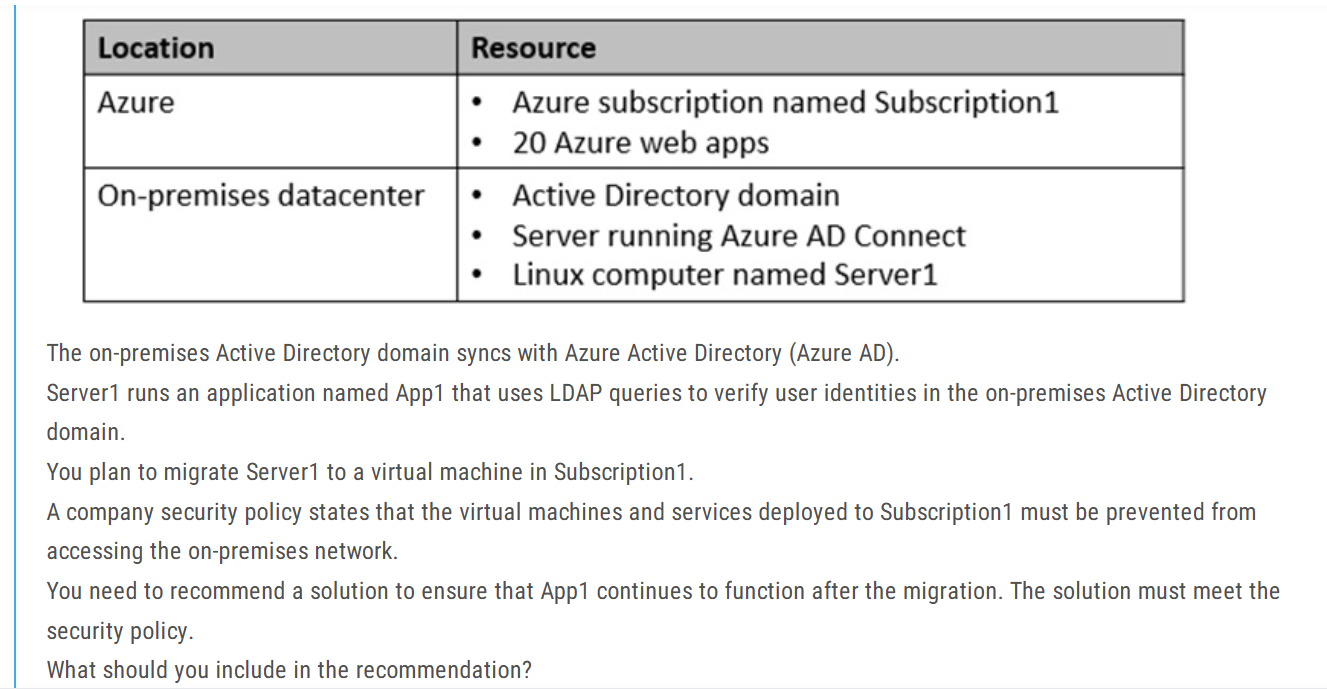 Location Resource
Azure • Azure subscription named Subscription1
• 20 Azure web apps
On-premises datacenter • Active Directory domain
• Server running Azure AD Connect
• Linux computer named Server1
The on-premises Active Directory domain syncs with Azure Active Directory (Azure AD).
Server1 runs an application named App1 that uses LDAP queries to verify user identities in the on-premises Active Directory
domain.
You plan to migrate Server1 to a virtual machine in Subscription1.
A company security policy states that the virtual machines and services deployed to Subscription1 must be prevented from
accessing the on-premises network.
You need to recommend a solution to ensure that App1 continues to function after the migration. The solution must meet the
security policy.
What should you include in the recommendation?